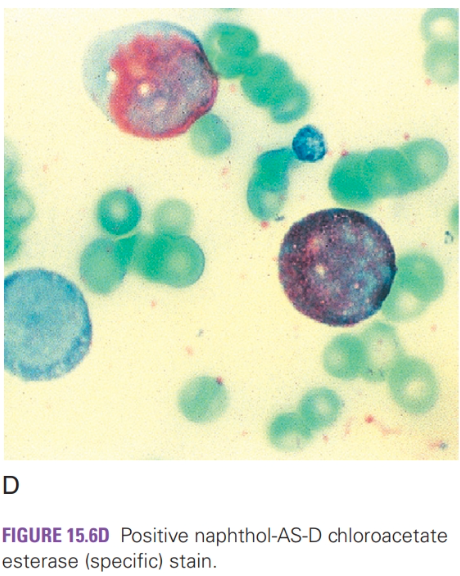 D
FIGURE 15.6D Positive naphthol-AS-D chloroacetate
esterase (specific) stain.